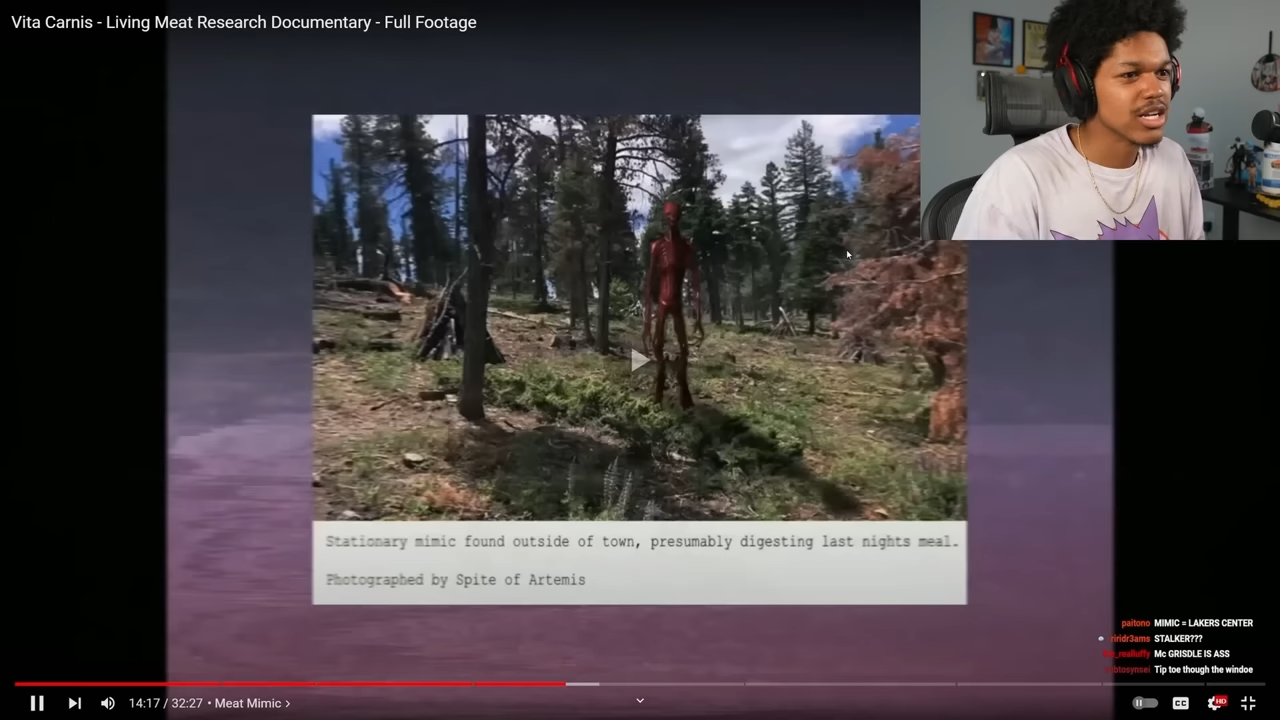 Vita Carnis - Living Meat Research Documentary - Full Footage
Stationary mimic found outside of town, presumably digesting last nights meal.
Photographed by Spite of Artemis
paitono MIMIC = LAKERS CENTER
STALKER???
Mc GRISDLE IS ASS
Tip toe though the windoe
14:17 / 32:27 • Meat Mimic
CC
HD